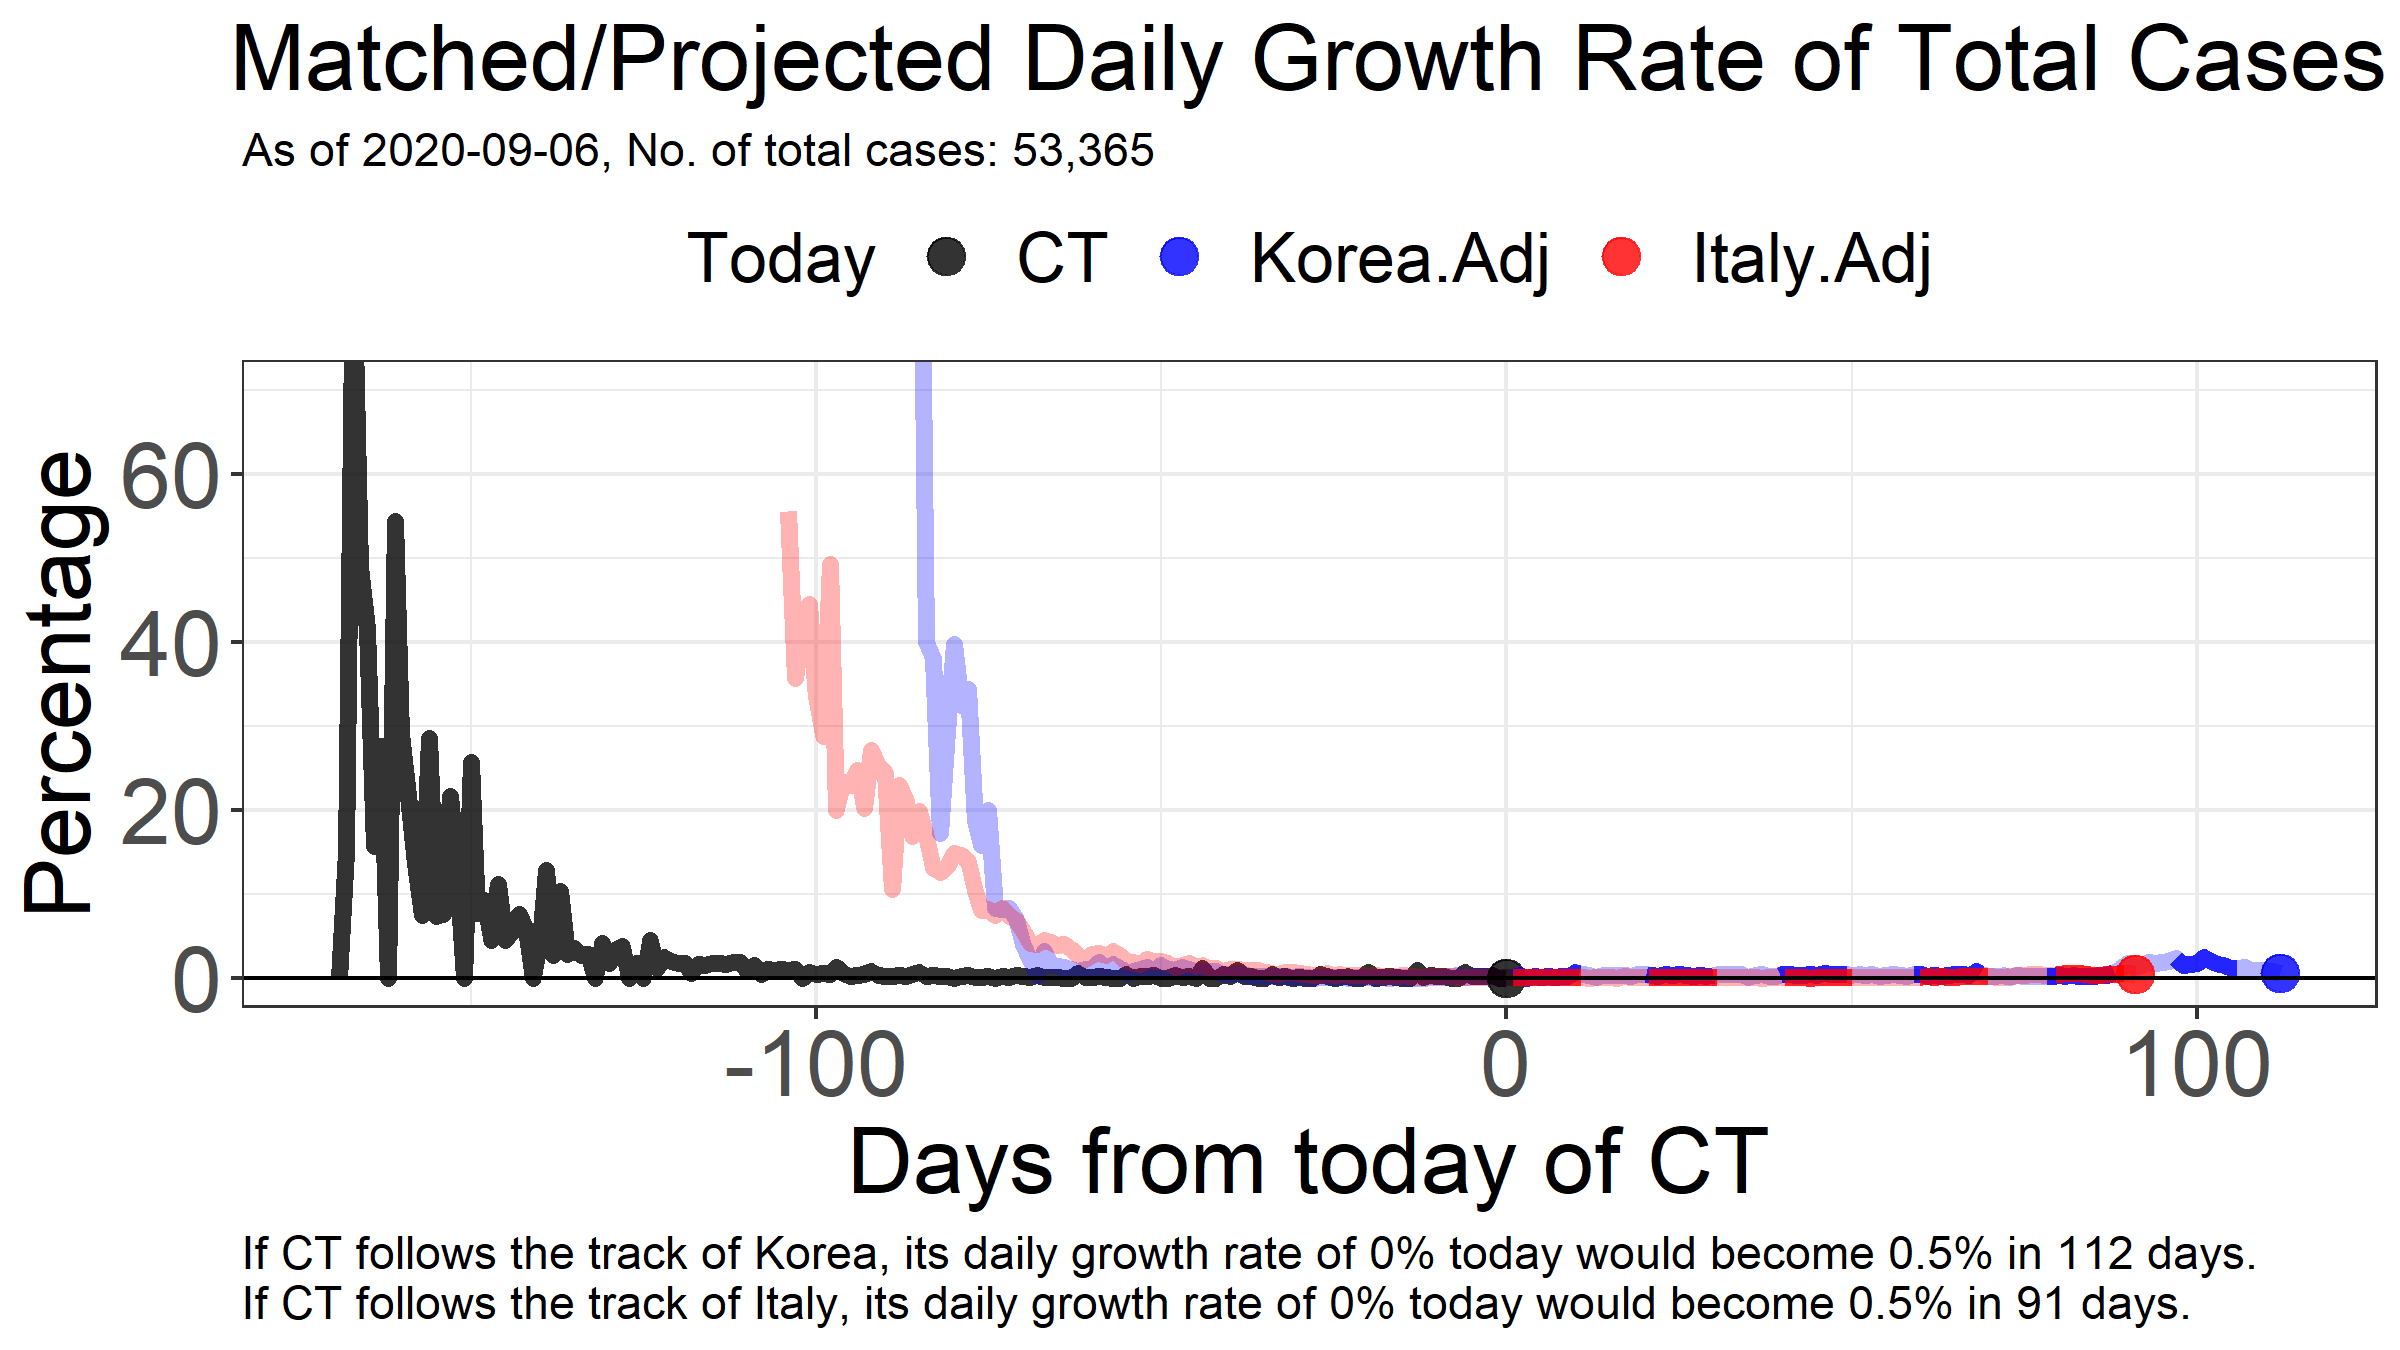 Matched/Projected Daily Growth Rate of Total Cases
As of 2020-09-06, No. of total cases: 53,365
Today CT Korea.Adj Italy.Adj
Percentage
60
40
20
0
-100 0 100
Days from today of CT
If CT follows the track of Korea, its daily growth rate of 0% today would become 0.5% in 112 days.
If CT follows the track of Italy, its daily growth rate of 0% today would become 0.5% in 91 days.